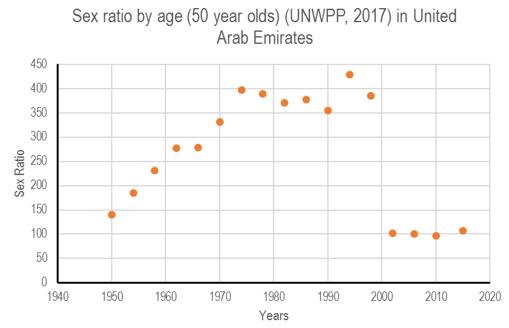 Sex ratio by age (50 year olds) (UNWPP, 2017) in United
Arab Emirates
450
400
350
300
250
200
150
100
50
0
Sex Ratio
1940 1950 1960 1970 1980 1990 2000 2010 2020
Years